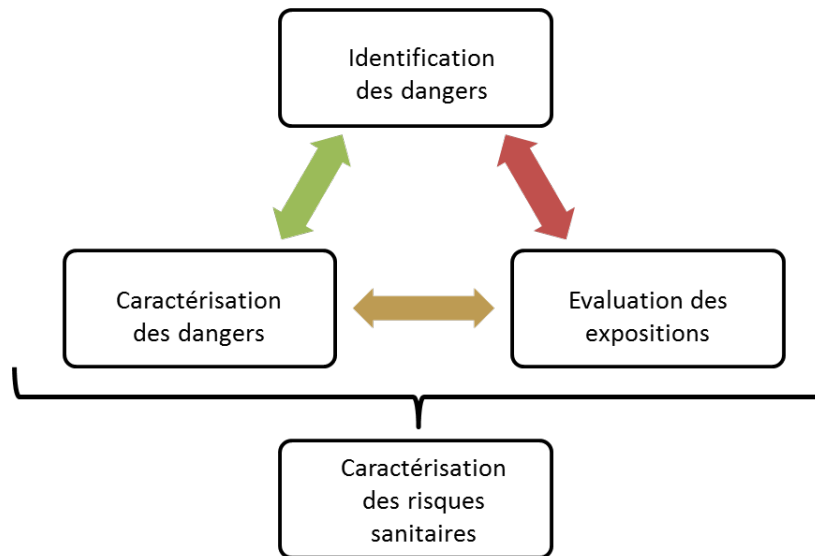 Identification
des dangers
Caractérisation
des dangers
Evaluation des
expositions
Caractérisation
des risques
sanitaires